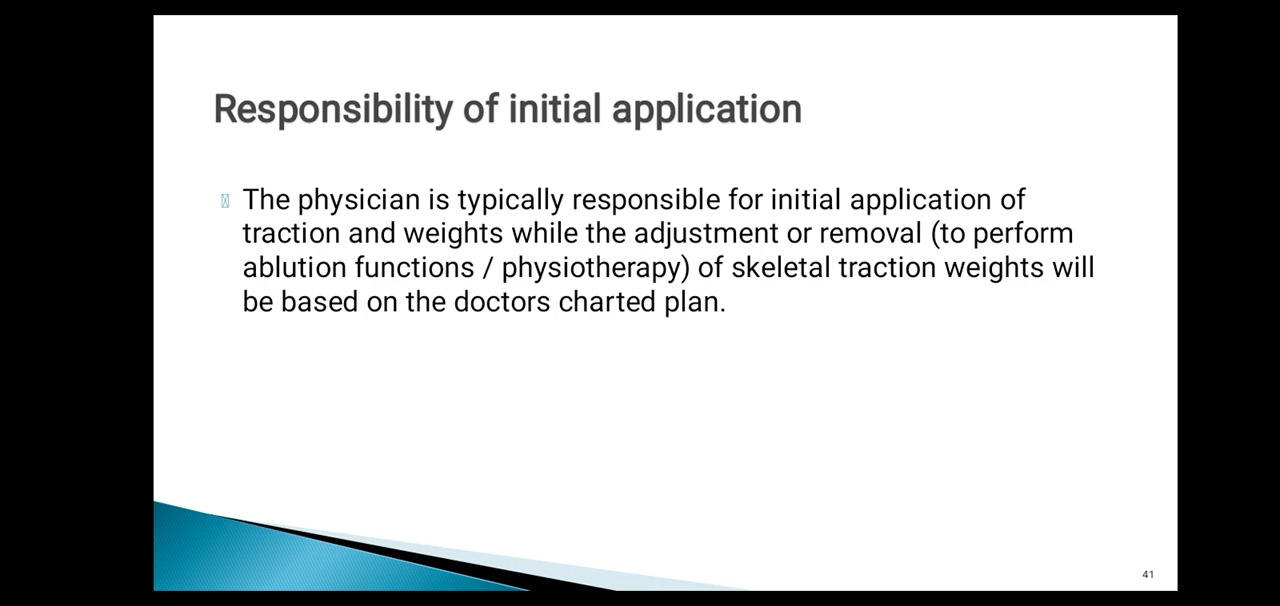 Responsibility of initial application
The physician is typically responsible for initial application of
traction and weights while the adjustment or removal (to perform
ablution functions / physiotherapy) of skeletal traction weights will
be based on the doctors charted plan.
41